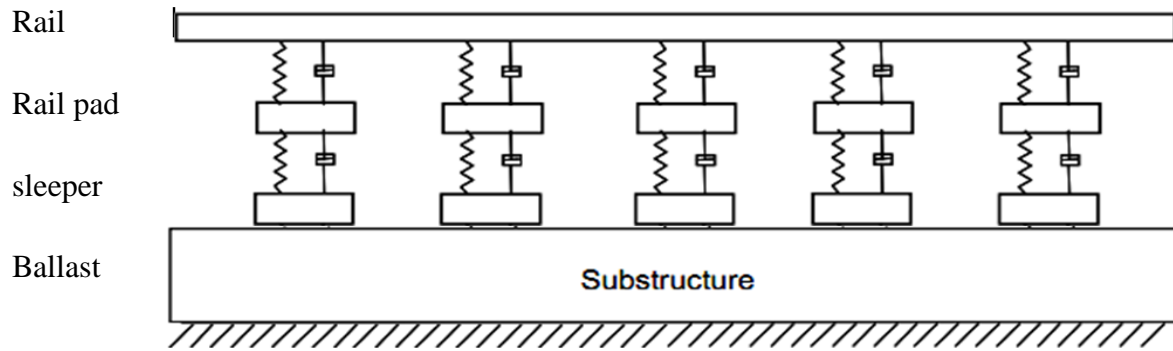 Rail
Rail pad
sleeper
Ballast
Substructure